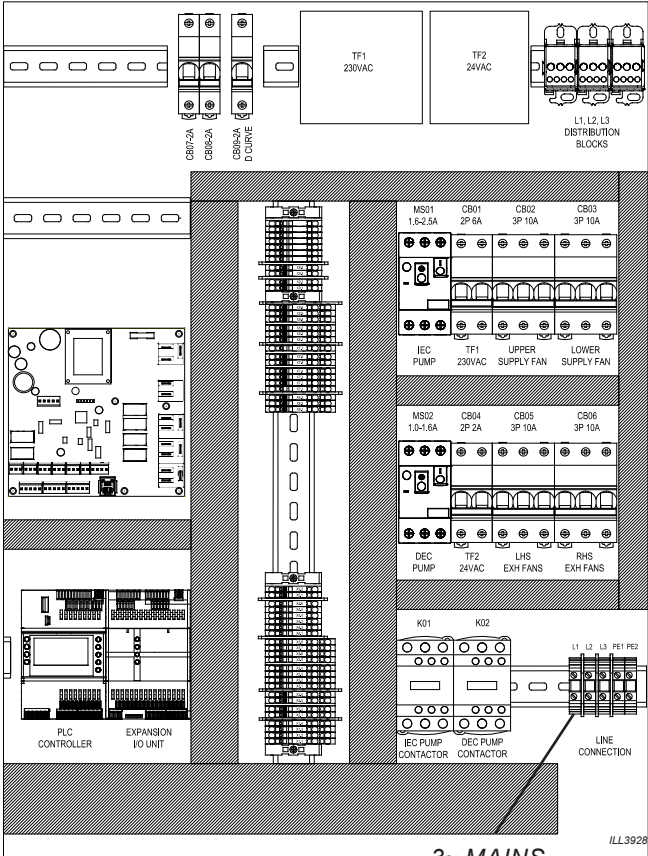 TF1
230VAC
TF2
24VAC
CB07-2A
CB08-2A
CB09-2A
D CURVE
L1, L2, L3
DISTRIBUTION
BLOCKS
MS01
1.6-2.5A
CB01
2P 6A
CB02
3P 10A
CB03
3P 10A
IEC
PUMP
TF1
230VAC
UPPER
SUPPLY FAN
LOWER
SUPPLY FAN
MS02
1.0-1.6A
CB04
2P 2A
CB05
3P 10A
CB06
3P 10A
DEC
PUMP
TF2
24VAC
LHS
EXH FANS
RHS
EXH FANS
K01
K02
L1 L2 L3 PE1 PE2
IEC PUMP
CONTACTOR
DEC PUMP
CONTACTOR
LINE
CONNECTION
PLC
CONTROLLER
EXPANSION
I/O UNIT
ILL3928
3~ MAINS